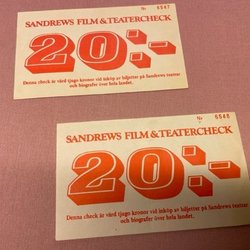 Nr 6547
SANDREWS FILM & TEATERCHECK
20:-
Denna check är värd tjugo kronor vid inköp av biljetter på Sandrews teatrar
och biografer över hela landet.
Nr 6548
SANDREWS FILM & TEATERCHECK
20:-
Denna check är värd tjugo kronor vid inköp av biljetter på Sandrews teatrar
och biografer över hela landet.